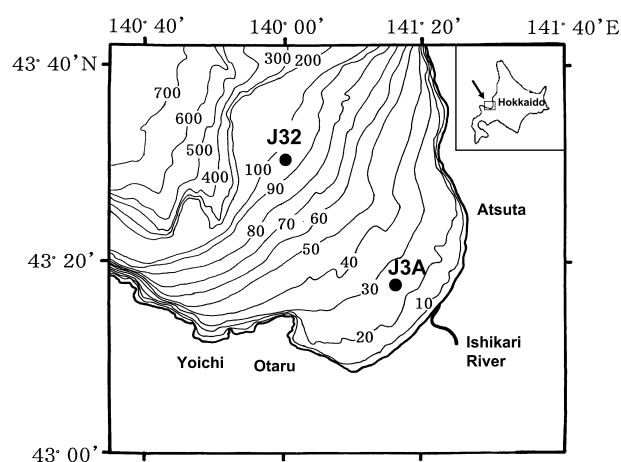 140° 40'
140° 00'
141° 20'
141° 40'E
43° 40'N
300
200
700
600
Hokkaido
J32
500
400
100
90
Atsuta
60
70
80
50
43° 20'
40
J3A
30
10
20
Ishikari
River
Yoichi
Otaru
43° 00'